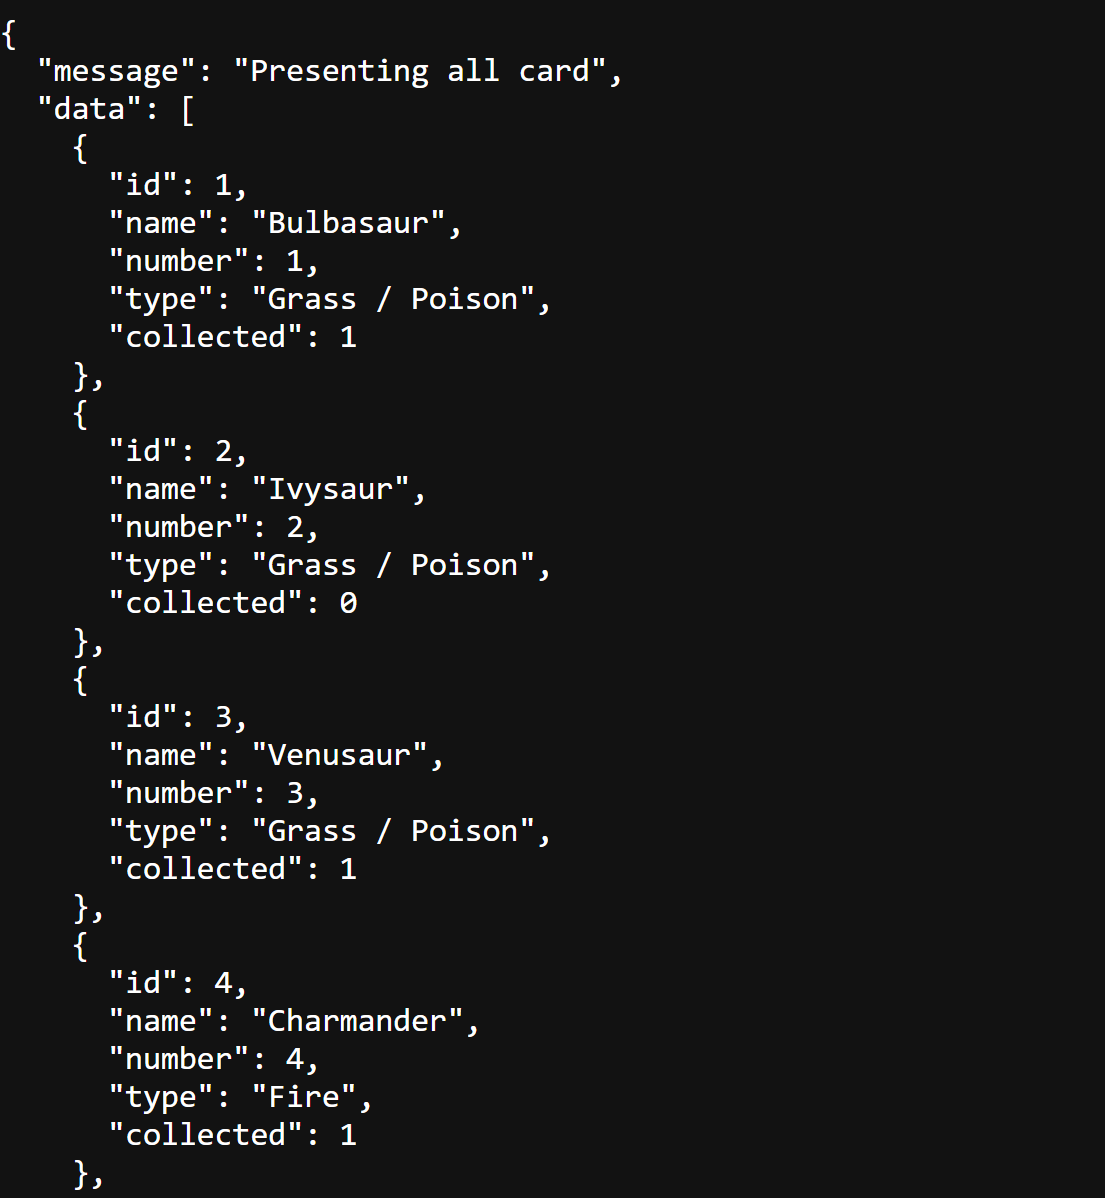 {
  "message": "Presenting all card",
  "data": [
    {
      "id": 1,
      "name": "Bulbasaur",
      "number": 1,
      "type": "Grass / Poison",
      "collected": 1
    },
    {
      "id": 2,
      "name": "Ivysaur",
      "number": 2,
      "type": "Grass / Poison",
      "collected": 0
    },
    {
      "id": 3,
      "name": "Venusaur",
      "number": 3,
      "type": "Grass / Poison",
      "collected": 1
    },
    {
      "id": 4,
      "name": "Charmander",
      "number": 4,
      "type": "Fire",
      "collected": 1
    },